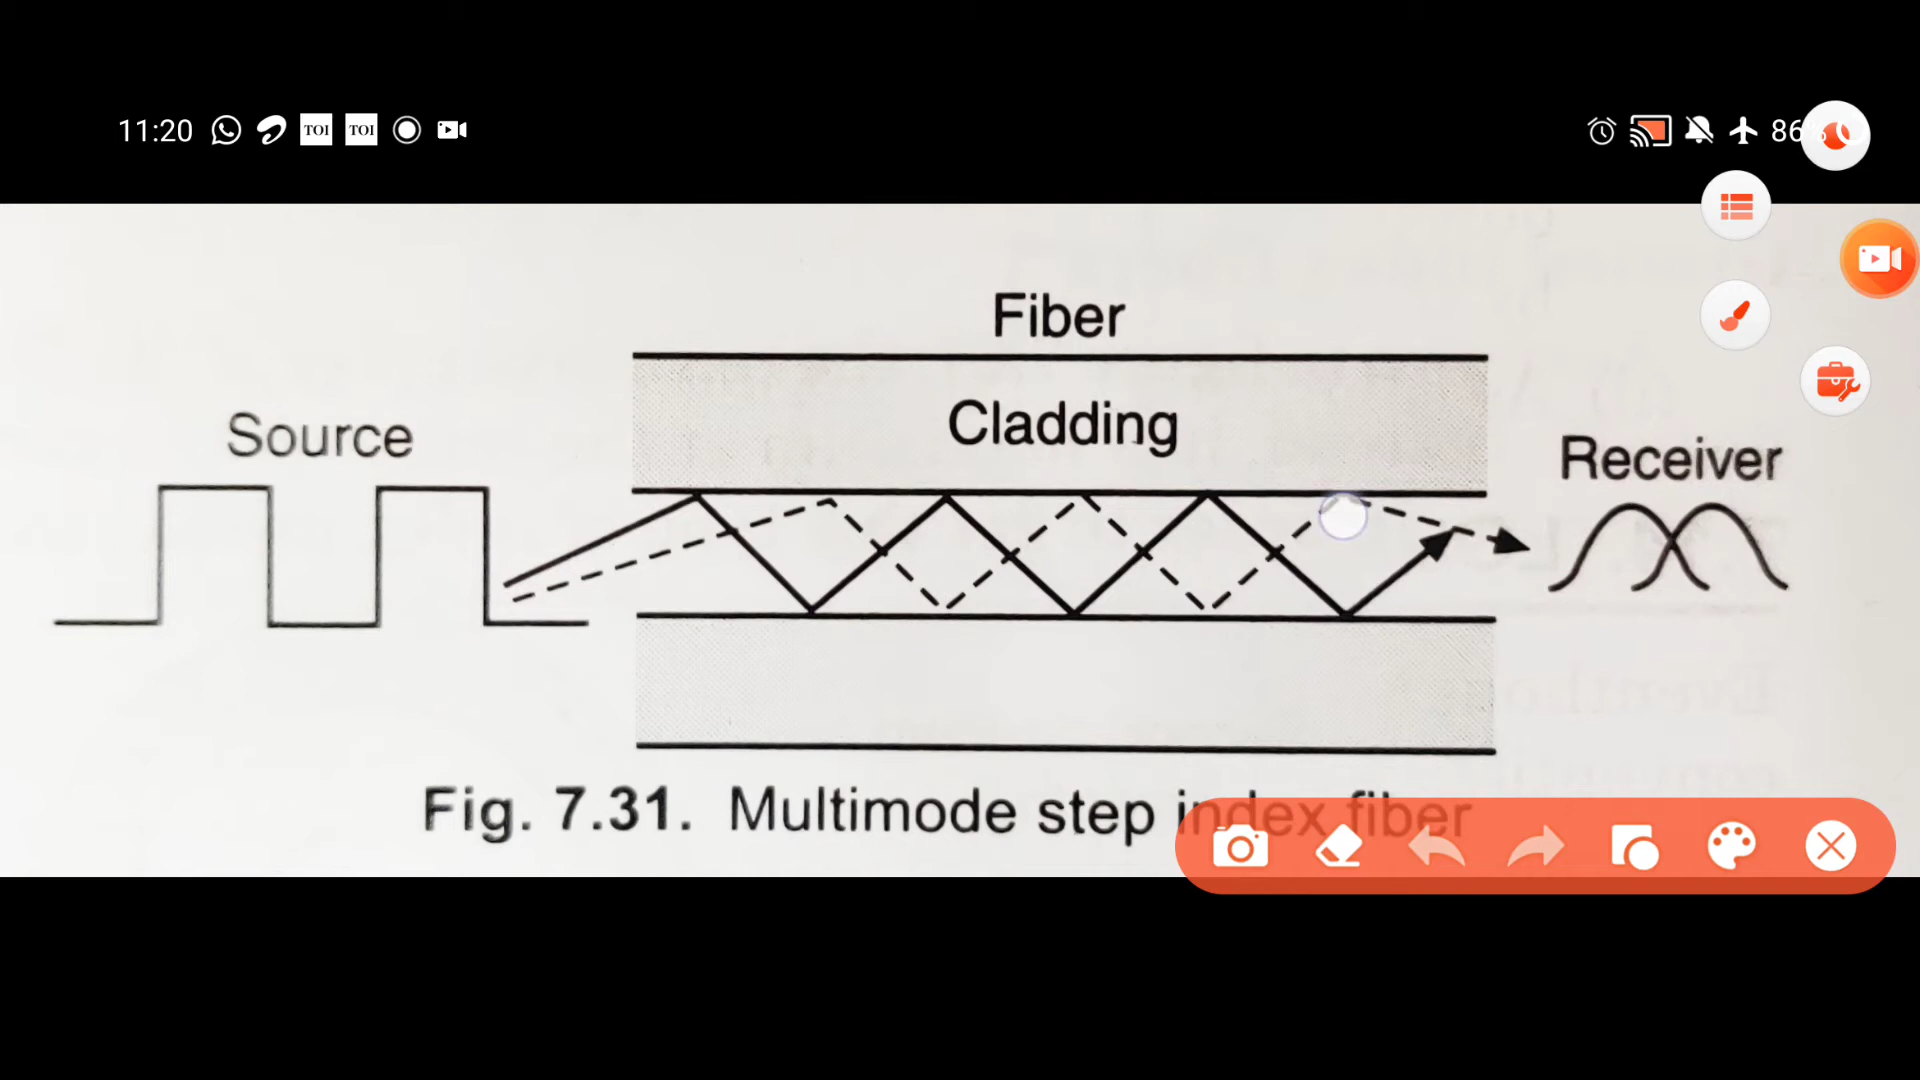 11:20
TOI
TOI
86
Fiber
Cladding
Source
Receiver
Fig. 7.31. Multimode step index fiber